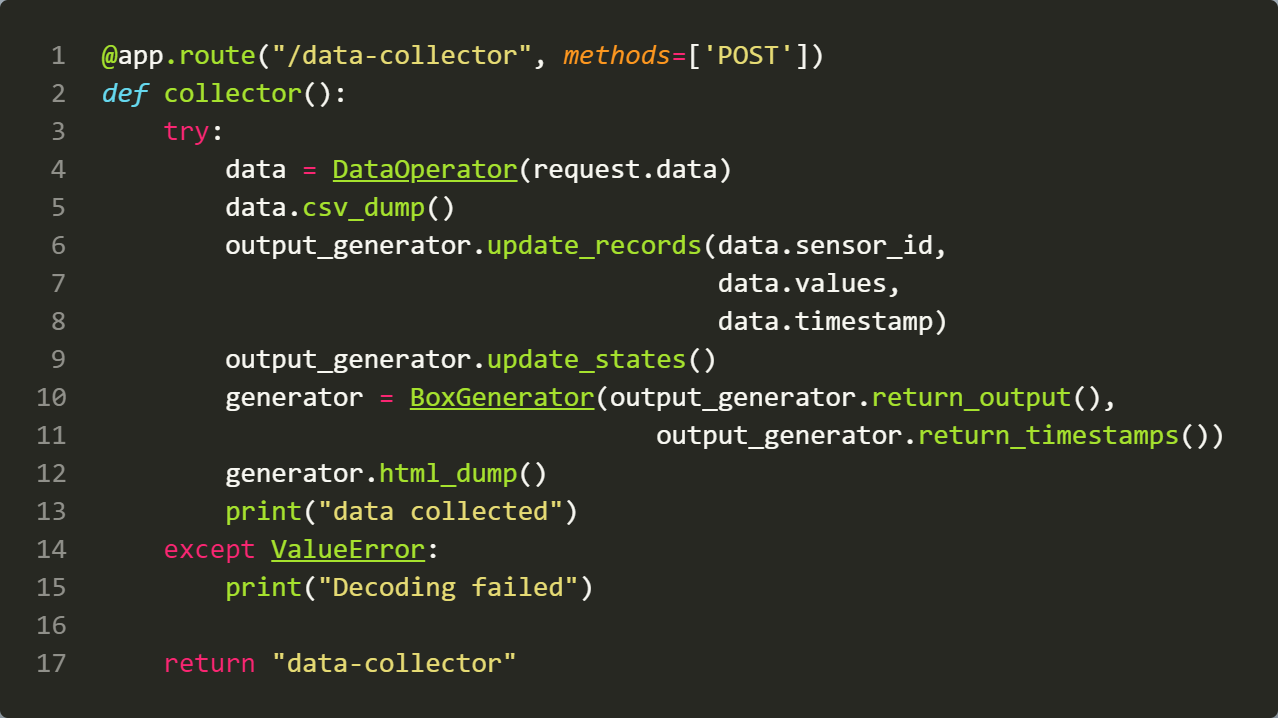 1 @app.route("/data-collector", methods=['POST'])
2 def collector():
3     try:
4         data = DataOperator(request.data)
5         data.csv_dump()
6         output_generator.update_records(data.sensor_id,
7                                         data.values,
8                                         data.timestamp)
9         output_generator.update_states()
10         generator = BoxGenerator(output_generator.return_output(),
11                                     output_generator.return_timestamps())
12         generator.html_dump()
13         print("data collected")
14     except ValueError:
15         print("Decoding failed")
16
17     return "data-collector"